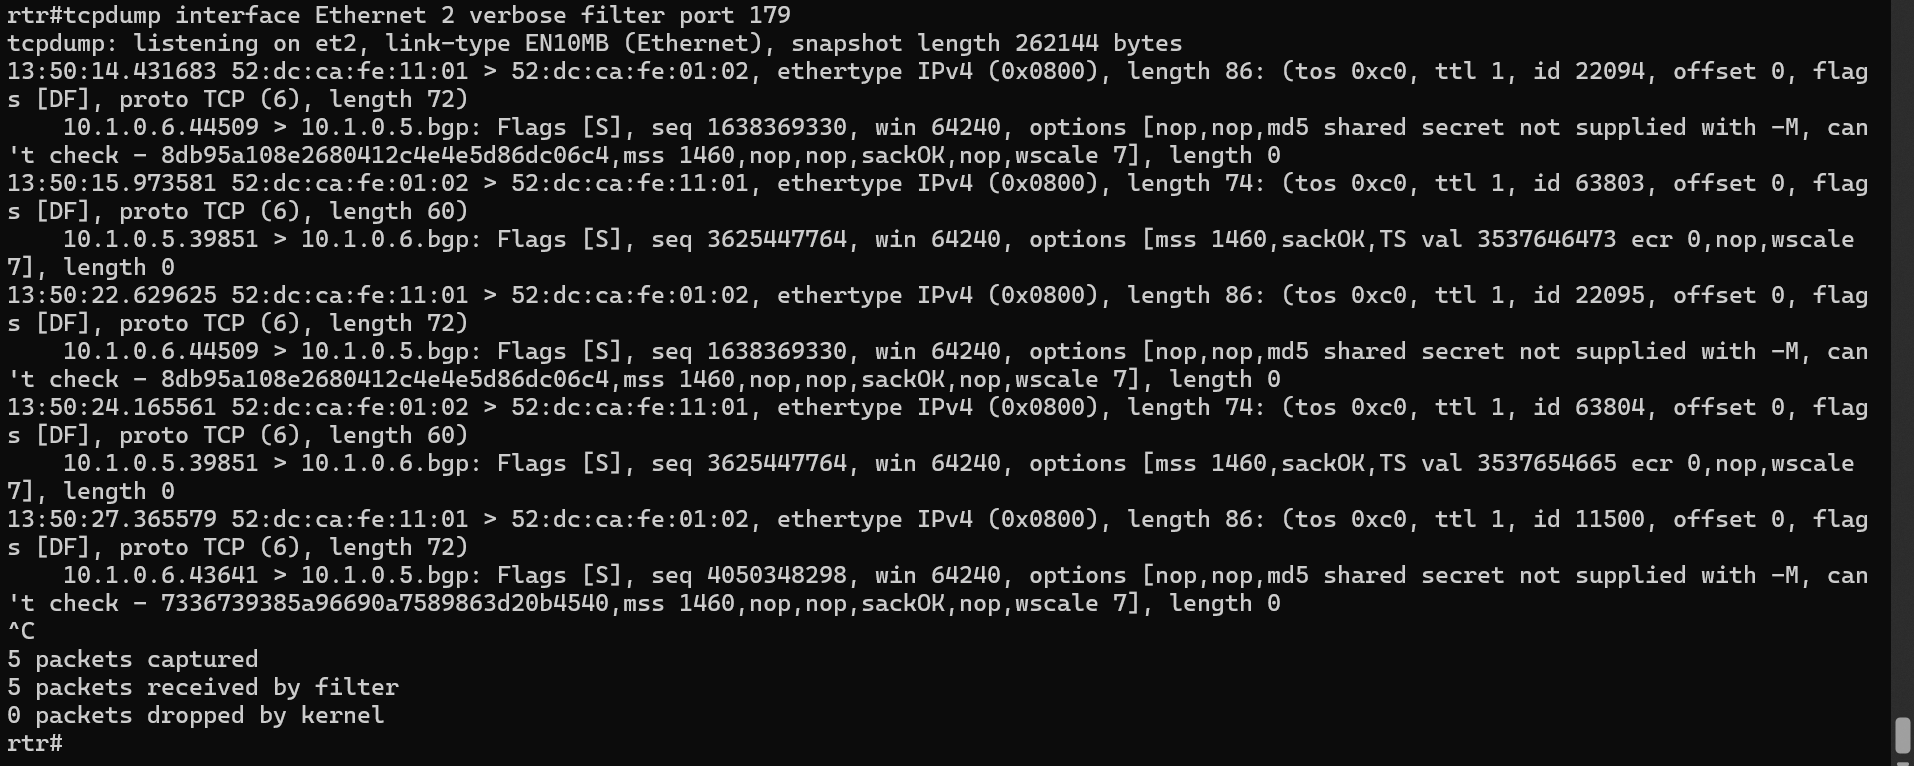 rtr#tcpdump interface Ethernet 2 verbose filter port 179
tcpdump: listening on et2, link-type EN10MB (Ethernet), snapshot length 262144 bytes
13:50:14.431683 52:dc:ca:fe:11:01 > 52:dc:ca:fe:01:02, ethertype IPv4 (0x0800), length 86: (tos 0xc0, ttl 1, id 22094, offset 0, flag
s [DF], proto TCP (6), length 72)
    10.1.0.6.44509 > 10.1.0.5.bgp: Flags [S], seq 1638369330, win 64240, options [nop,nop,md5 shared secret not supplied with -M, can
't check - 8db95a108e2680412c4e4e5d86dc06c4,mss 1460,nop,nop,sackOK,nop,wscale 7], length 0
13:50:15.973581 52:dc:ca:fe:01:02 > 52:dc:ca:fe:11:01, ethertype IPv4 (0x0800), length 74: (tos 0xc0, ttl 1, id 63803, offset 0, flag
s [DF], proto TCP (6), length 60)
    10.1.0.5.39851 > 10.1.0.6.bgp: Flags [S], seq 3625447764, win 64240, options [mss 1460,sackOK,TS val 3537646473 ecr 0,nop,wscale
7], length 0
13:50:22.629625 52:dc:ca:fe:11:01 > 52:dc:ca:fe:01:02, ethertype IPv4 (0x0800), length 86: (tos 0xc0, ttl 1, id 22095, offset 0, flag
s [DF], proto TCP (6), length 72)
    10.1.0.6.44509 > 10.1.0.5.bgp: Flags [S], seq 1638369330, win 64240, options [nop,nop,md5 shared secret not supplied with -M, can
't check - 8db95a108e2680412c4e4e5d86dc06c4,mss 1460,nop,nop,sackOK,nop,wscale 7], length 0
13:50:24.165561 52:dc:ca:fe:01:02 > 52:dc:ca:fe:11:01, ethertype IPv4 (0x0800), length 74: (tos 0xc0, ttl 1, id 63804, offset 0, flag
s [DF], proto TCP (6), length 60)
    10.1.0.5.39851 > 10.1.0.6.bgp: Flags [S], seq 3625447764, win 64240, options [mss 1460,sackOK,TS val 3537654665 ecr 0,nop,wscale
7], length 0
13:50:27.365579 52:dc:ca:fe:11:01 > 52:dc:ca:fe:01:02, ethertype IPv4 (0x0800), length 86: (tos 0xc0, ttl 1, id 11500, offset 0, flag
s [DF], proto TCP (6), length 72)
    10.1.0.6.43641 > 10.1.0.5.bgp: Flags [S], seq 4050348298, win 64240, options [nop,nop,md5 shared secret not supplied with -M, can
't check - 7336739385a96690a7589863d20b4540,mss 1460,nop,nop,sackOK,nop,wscale 7], length 0
^C
5 packets captured
5 packets received by filter
0 packets dropped by kernel
rtr#